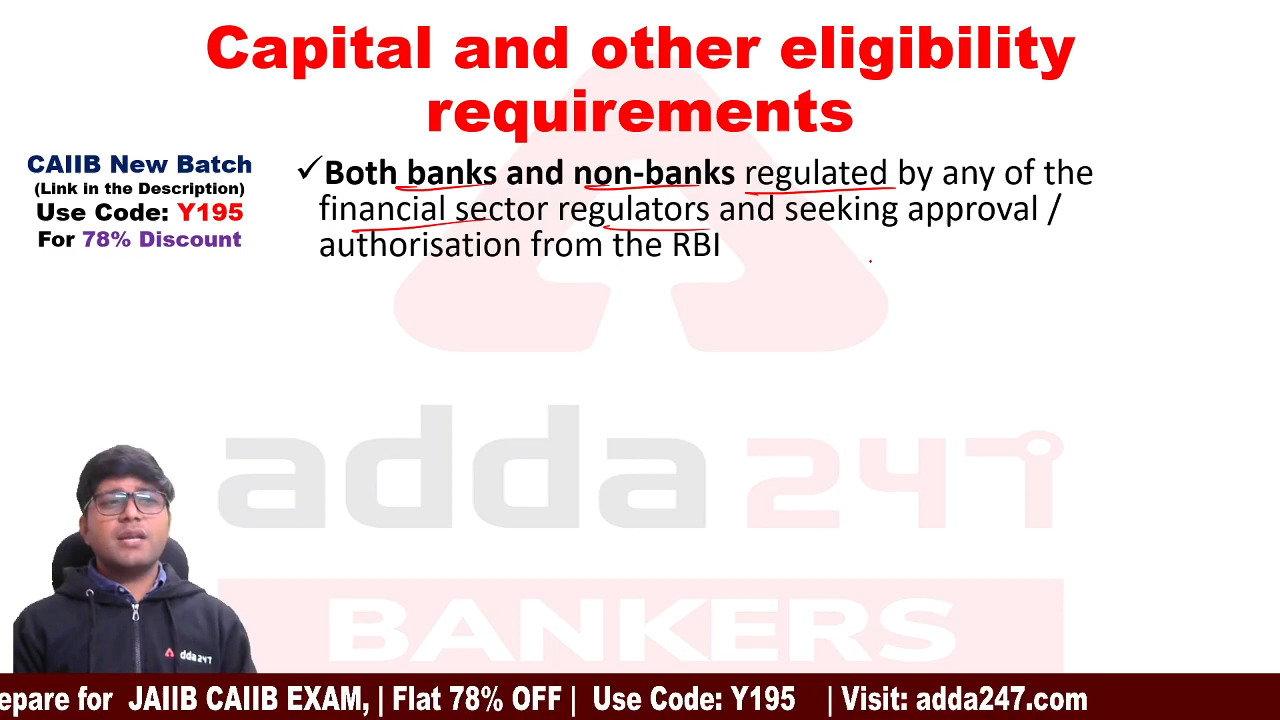 Capital and other eligibility
requirements
CAIIB New Batch
(Link in the Description)
Use Code: Y195
For 78% Discount
✓Both banks and non-banks regulated by any of the
financial sector regulators and seeking approval /
authorisation from the RBI
adda247
BANKERS
adda247
epare for JAIIB CAIIB EXAM, | Flat 78% OFF | Use Code: Y195 | Visit: adda247.com